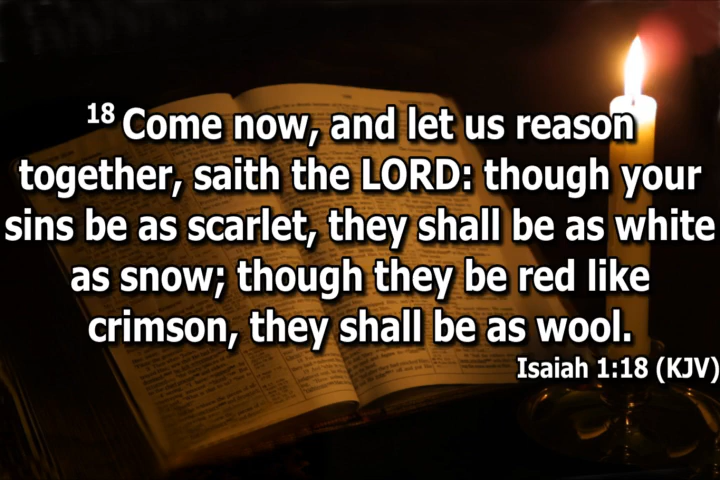 18 Come now, and let us reason
together, saith the LORD: though your
sins be as scarlet, they shall be as white
as snow; though they be red like
crimson, they shall be as wool.
Isaiah 1:18 (KJV)